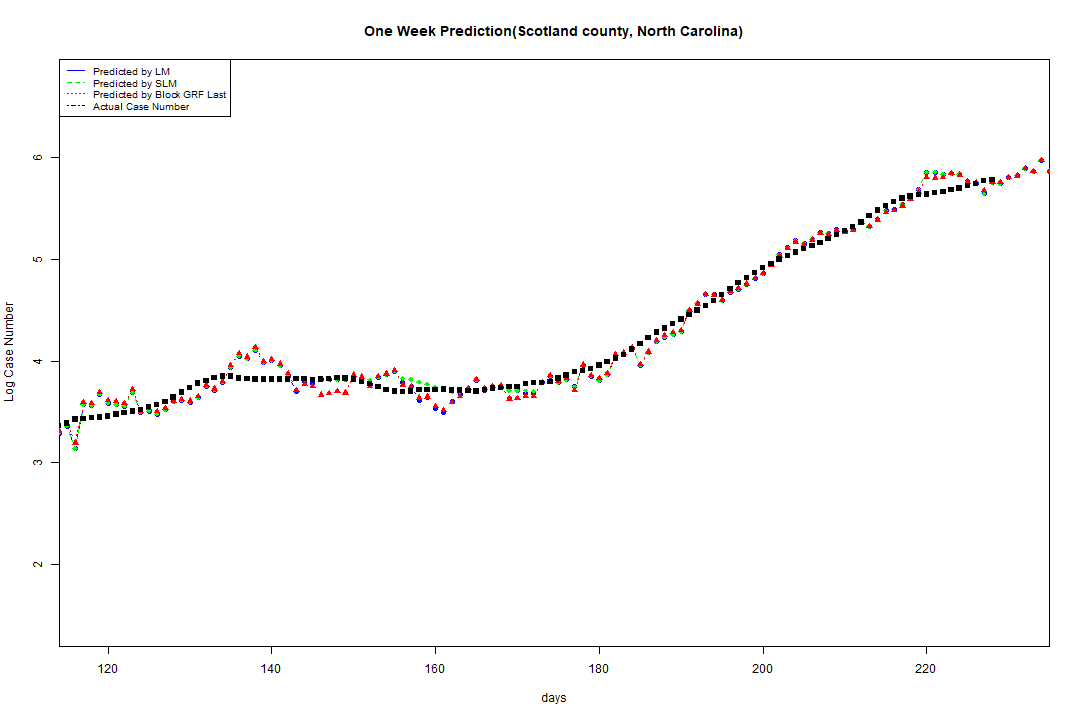 One Week Prediction(Scotland county, North Carolina)
Predicted by LM
Predicted by SLM
Predicted by Block GRF Last
Actual Case Number
6
5
4
3
2
Log Case Number
120 140 160 180 200 220
days